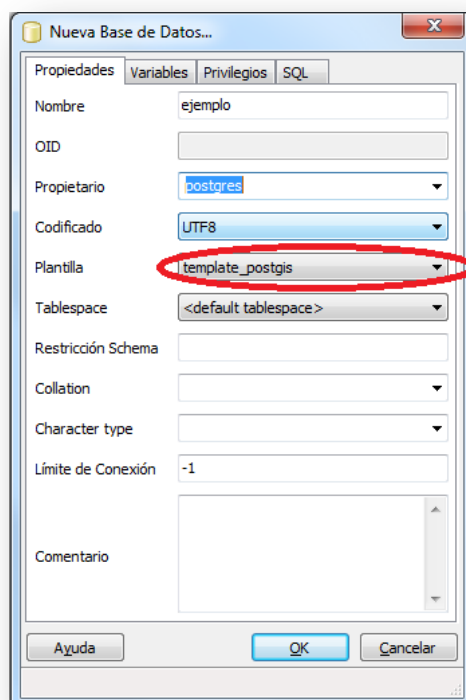 Nueva Base de Datos...
Propiedades Variables Privilegios SQL
Nombre ejemplo
OID
Propietario postgres
Codificado UTF8
Plantilla template_postgis
Tablespace <default tablespace>
Restricción Schema
Collation
Character type
Límite de Conexión -1
Comentario
Ayuda OK Cancelar